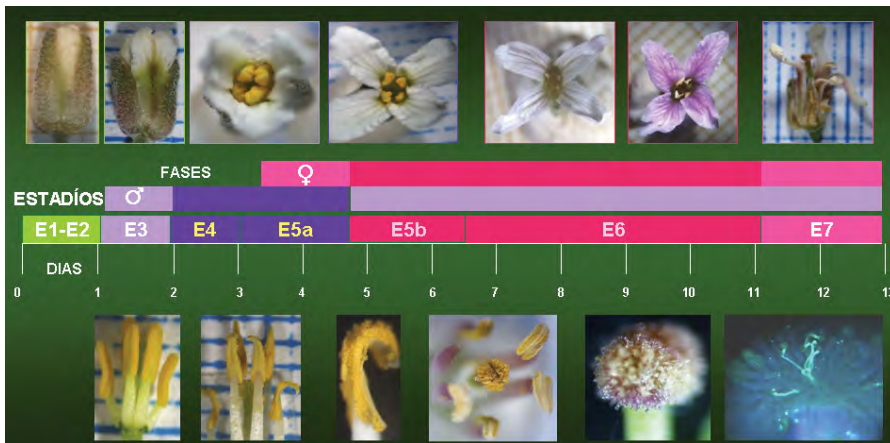 FASES ♀
ESTADÍOS ♂
E1-E2 E3 E4 E5a E5b E6 E7
DIAS
0 1 2 3 4 5 6 7 8 9 10 11 12 13